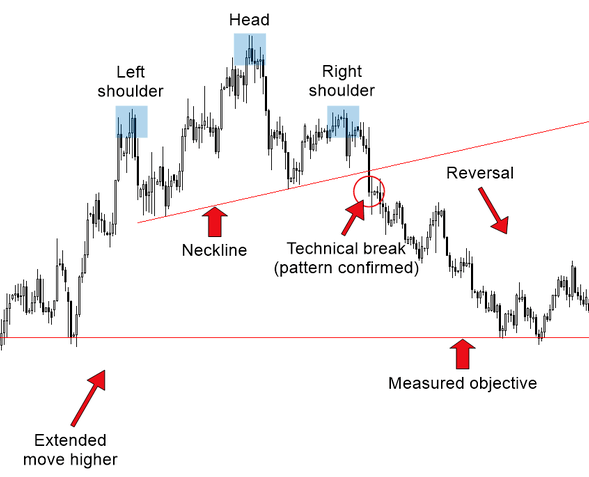 Head
Left
shoulder
Right
shoulder
Reversal
Neckline
Technical break
(pattern confirmed)
Measured objective
Extended
move higher